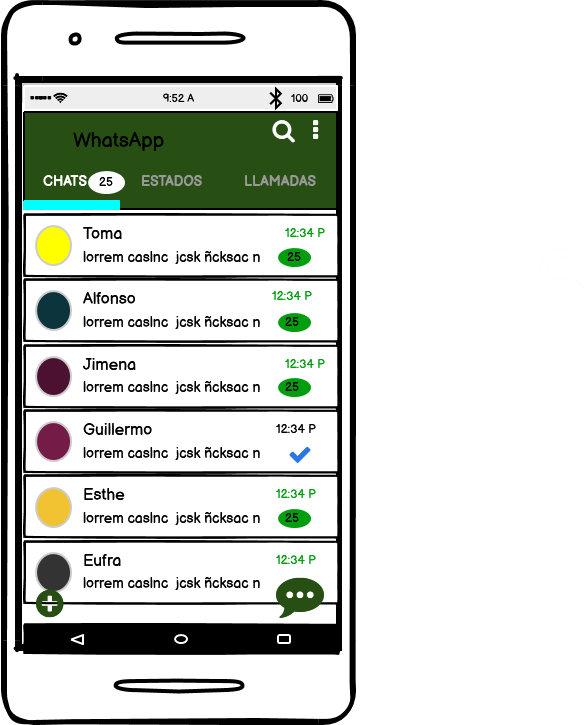 9:52 A 100
WhatsApp
CHATS 25 ESTADOS LLAMADAS
Toma 12:34 P
lorrem caslnc jcsk ñcksac n 25
Alfonso 12:34 P
lorrem caslnc jcsk ñcksac n 25
Jimena 12:34 P
lorrem caslnc jcsk ñcksac n 25
Guillermo 12:34 P
lorrem caslnc jcsk ñcksac n
Esthe 12:34 P
lorrem caslnc jcsk ñcksac n 25
Eufra 12:34 P
lorrem caslnc jcsk ñcksac n